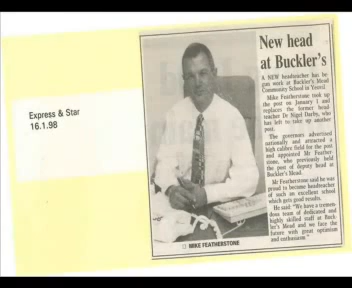 Express & Star
16.1.98
New head
at Buckler's
A NEW headteacher has be-
gun work at Buckler's Mead
Community School in Yeovil
Mike Featherstone took up
the post on January 1 and
replaces the former head
teacher Dr Nigel Darby, who
has left to take up another
post.
The governors advertised
nationally and attracted a
high calibre field for the post
and appointed Mr Feather-
stone, who previously held
the post of deputy head at
Buckler's Mead.
Mr Featherstone said he was
proud to become headteacher
of such an excellent school
which gets good results.
He said: "We have a tremen-
dous team of dedicated and
highly skilled staff at Buck-
ler's Mead and we face the
future with great optimism
and enthusiasm."
MIKE FEATHERSTONE